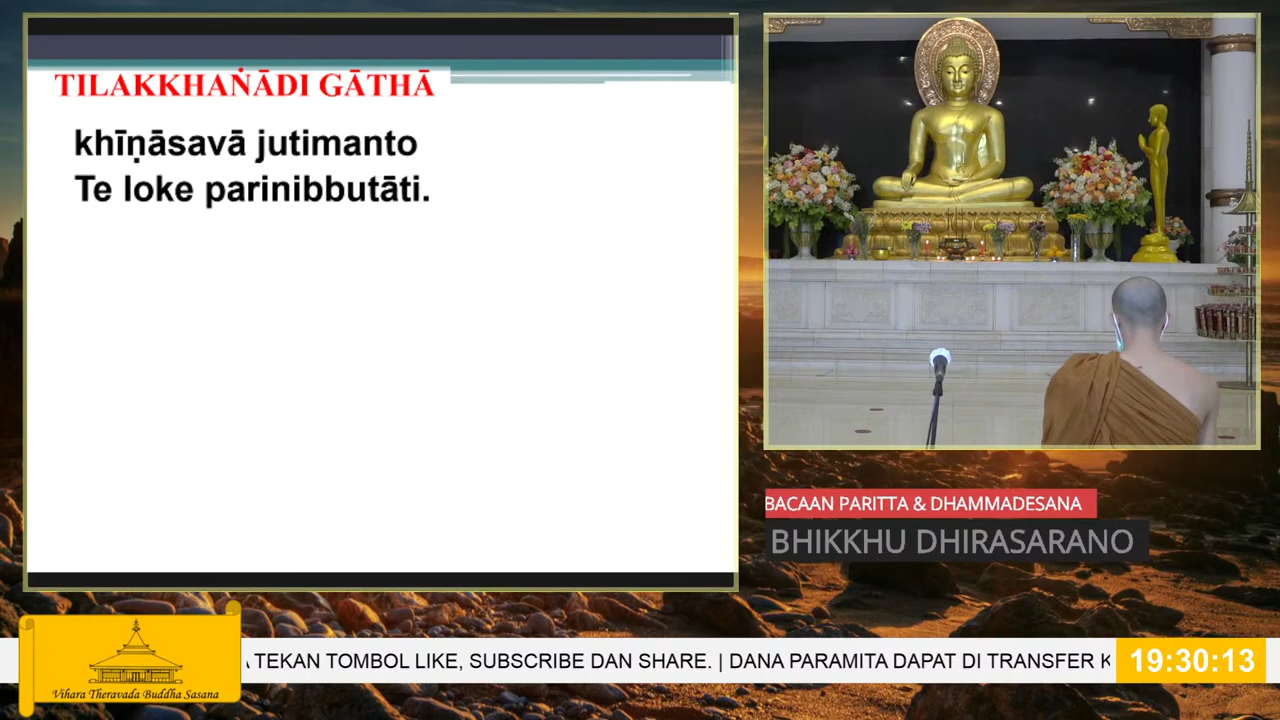 TILAKKHAṄĀDI GĀTHĀ
khīṇāsavā jutimanto
Te loke parinibbutāti.
BACAAN PARITTA & DHAMMADESANA
BHIKKHU DHIRASARANO
Vihara Theravada Buddha Sasana
TEKAN TOMBOL LIKE, SUBSCRIBE DAN SHARE. | DANA PARAMITA DAPAT DI TRANSFER
19:30:13